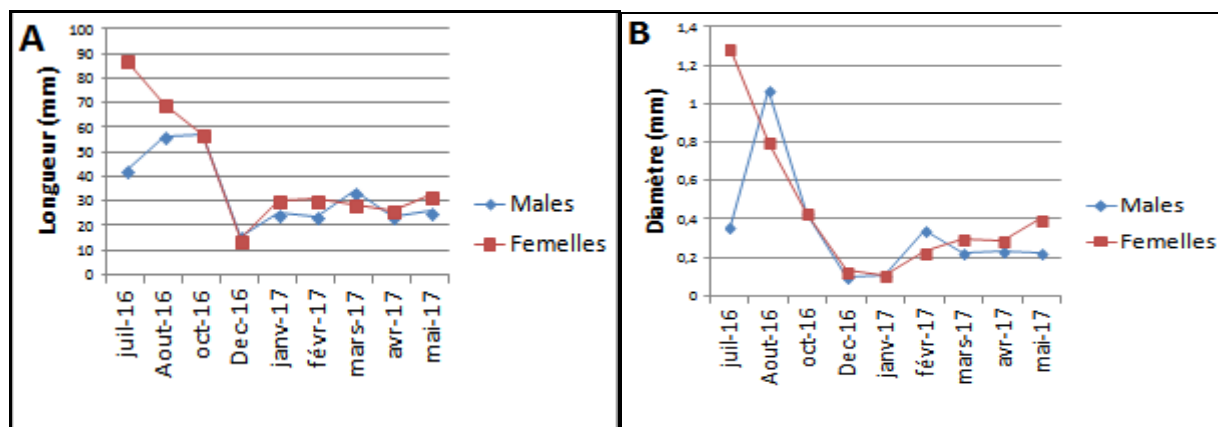 A
Longueur (mm)
100
90
80
70
60
50
40
30
20
10
0
juil-16
Aout-16
oct-16
Dec-16
janv-17
févr-17
mars-17
avr-17
mai-17
Males
Femelles
B
Diamètre (mm)
1,4
1,2
1
0,8
0,6
0,4
0,2
0
juil-16
Aout-16
oct-16
Dec-16
janv-17
févr-17
mars-17
avr-17
mai-17
Males
Femelles